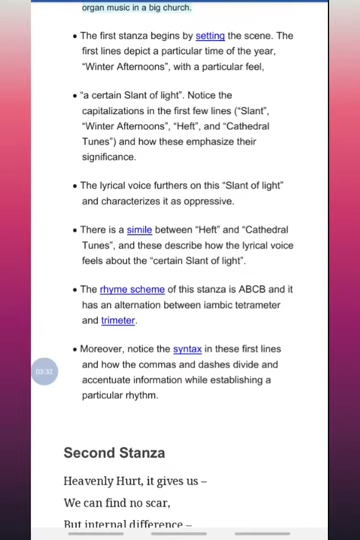 organ music in a big church.
• The first stanza begins by setting the scene. The
first lines depict a particular time of the year,
“Winter Afternoons”, with a particular feel,
• “a certain Slant of light”. Notice the
capitalizations in the first few lines (“Slant”,
“Winter Afternoons”, “Heft”, and “Cathedral
Tunes”) and how these emphasize their
significance.
• The lyrical voice furthers on this “Slant of light”
and characterizes it as oppressive.
• There is a simile between “Heft” and “Cathedral
Tunes”, and these describe how the lyrical voice
feels about the “certain Slant of light”.
• The rhyme scheme of this stanza is ABCB and it
has an alternation between iambic tetrameter
and trimeter.
• Moreover, notice the syntax in these first lines
and how the commas and dashes divide and
accentuate information while establishing a
particular rhythm.
03:32
Second Stanza
Heavenly Hurt, it gives us –
We can find no scar,
But internal difference –